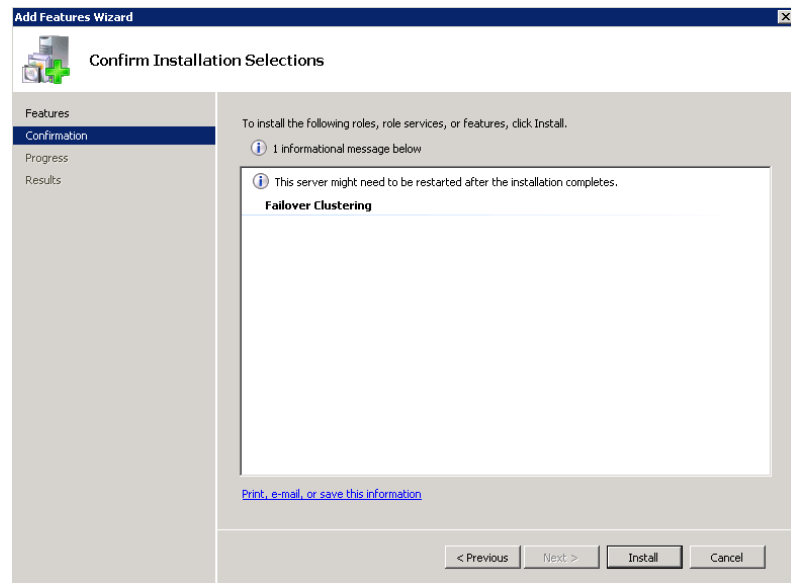 Add Features Wizard
Confirm Installation Selections
Features
Confirmation
Progress
Results
To install the following roles, role services, or features, click Install.
1 informational message below
This server might need to be restarted after the installation completes.
Failover Clustering
Print, e-mail, or save this information
< Previous
Next >
Install
Cancel